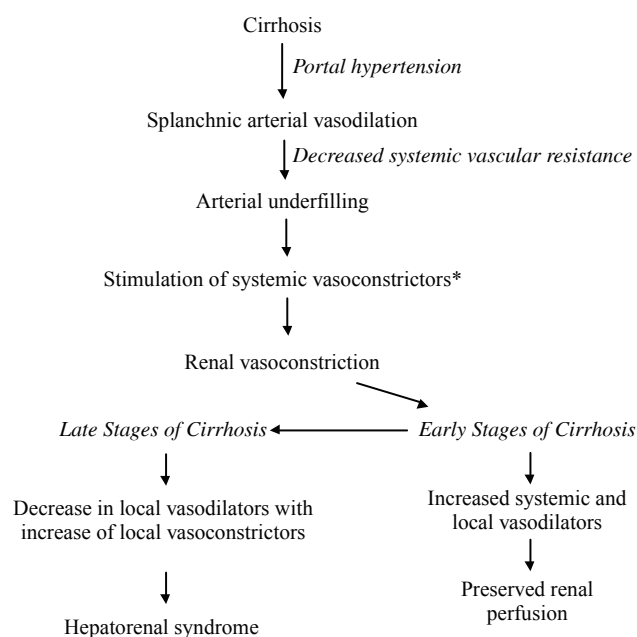 Cirrhosis
Portal hypertension
Splanchnic arterial vasodilation
Decreased systemic vascular resistance
Arterial underfilling
Stimulation of systemic vasoconstrictors*
Renal vasoconstriction
Late Stages of Cirrhosis
Early Stages of Cirrhosis
Decrease in local vasodilators with
increase of local vasoconstrictors
Increased systemic and
local vasodilators
Hepatorenal syndrome
Preserved renal
perfusion